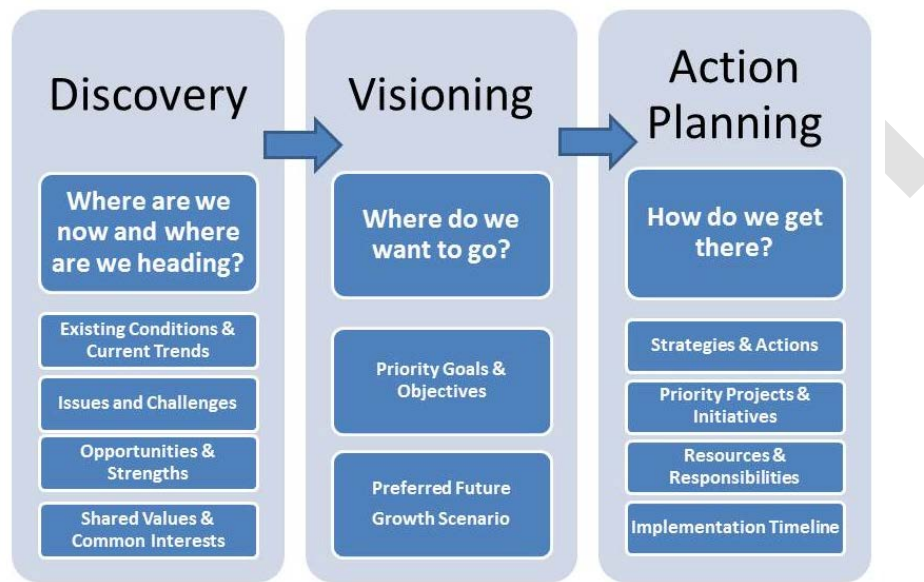 Discovery
Where are we
now and where
are we heading?
Existing Conditions &
Current Trends
Issues and Challenges
Opportunities &
Strengths
Shared Values &
Common Interests
Visioning
Where do we
want to go?
Priority Goals &
Objectives
Preferred Future
Growth Scenario
Action
Planning
How do we get
there?
Strategies & Actions
Priority Projects &
Initiatives
Resources &
Responsibilities
Implementation Timeline